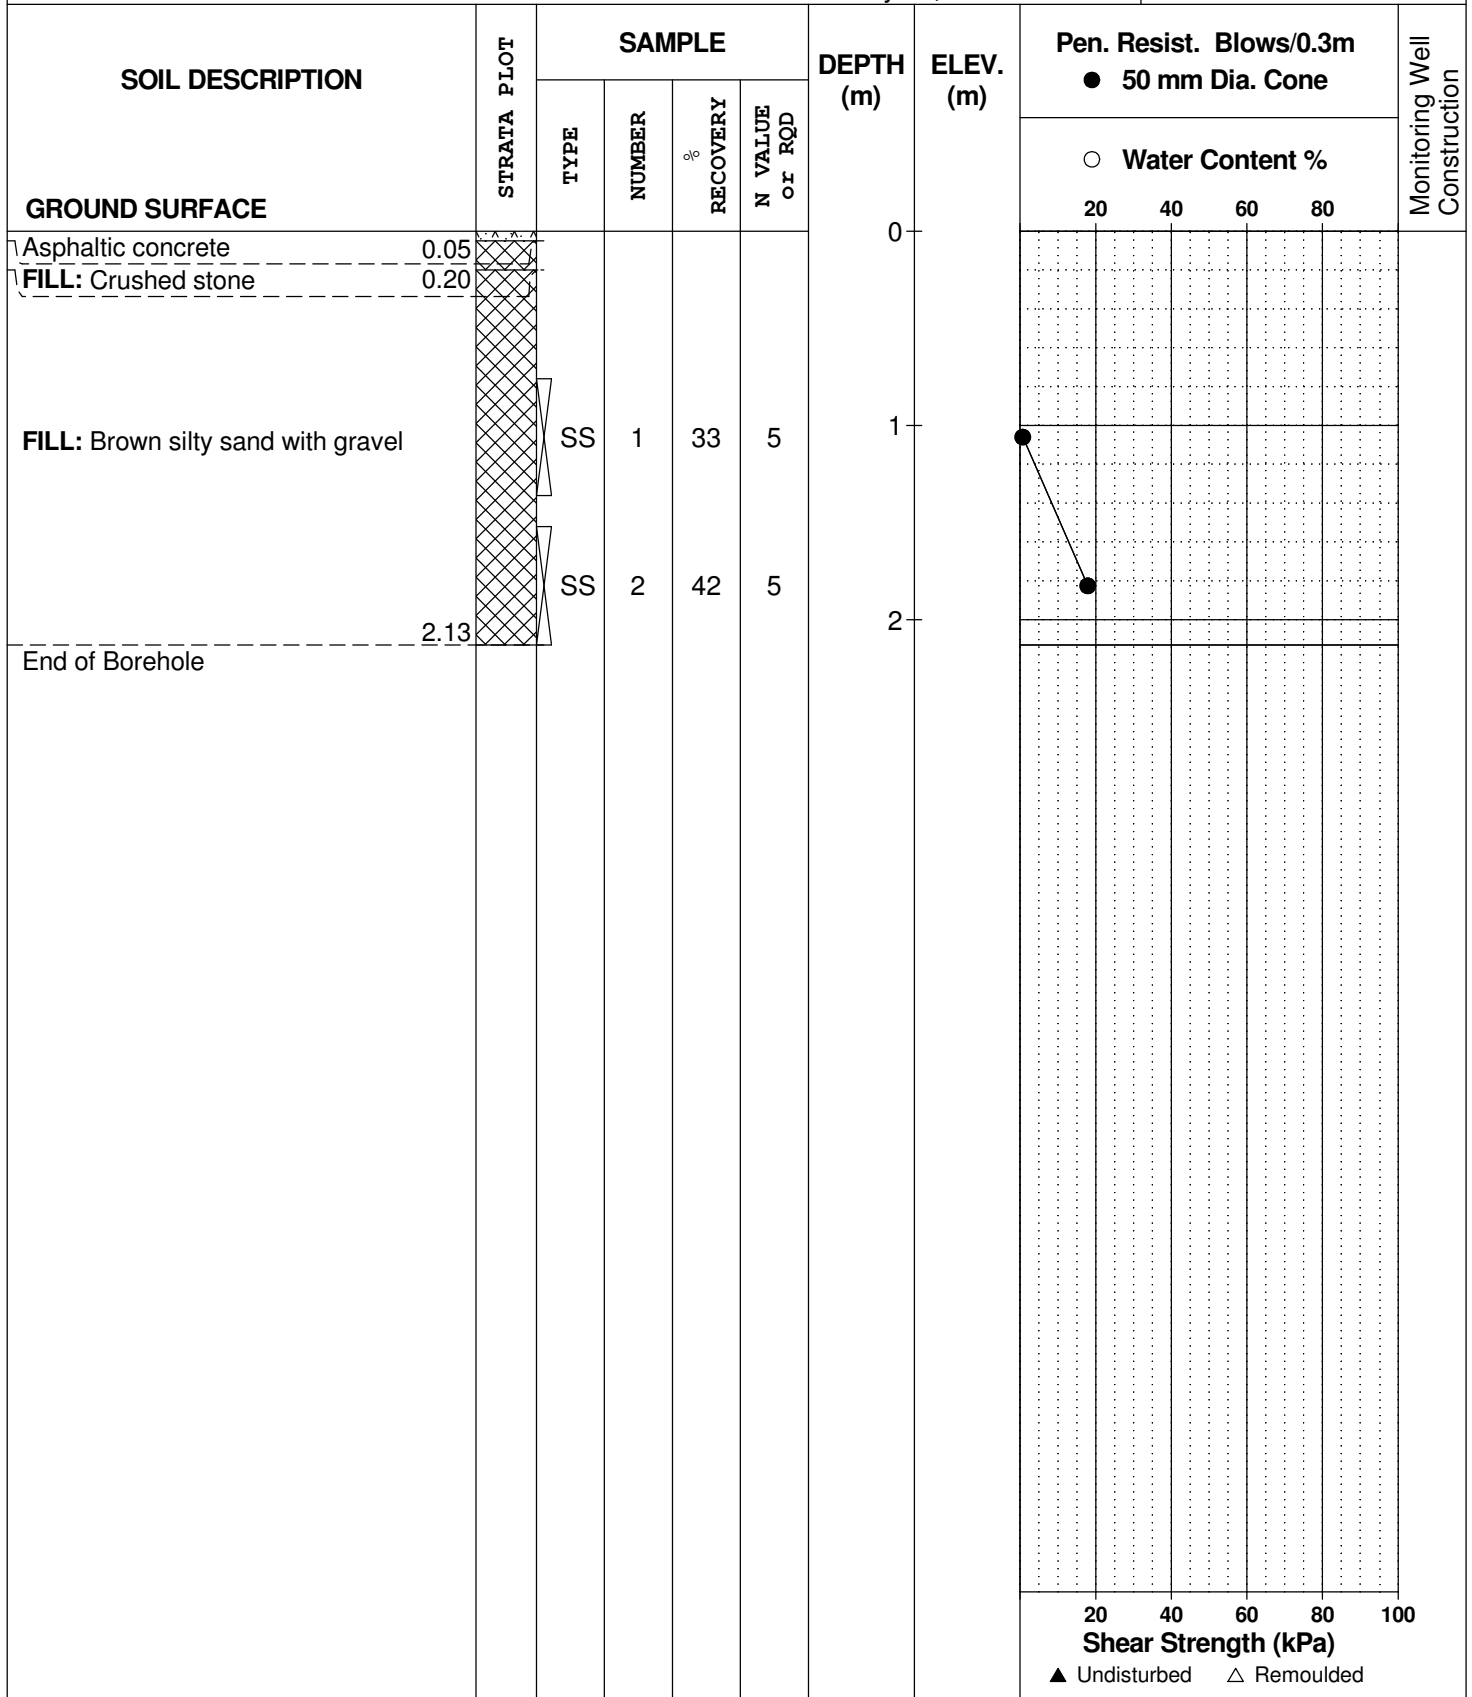 SOIL DESCRIPTION
GROUND SURFACE
STRATA PLOT
SAMPLE
TYPE
NUMBER
%
RECOVERY
N VALUE
or RQD
DEPTH
(m)
ELEV.
(m)
Pen. Resist. Blows/0.3m
● 50 mm Dia. Cone
○ Water Content %
20 40 60 80
Monitoring Well
Construction
0
Asphaltic concrete 0.05
FILL: Crushed stone 0.20
1
FILL: Brown silty sand with gravel
SS 1 33 5
SS 2 42 5
2
2.13
End of Borehole
20 40 60 80 100
Shear Strength (kPa)
▲ Undisturbed △ Remoulded